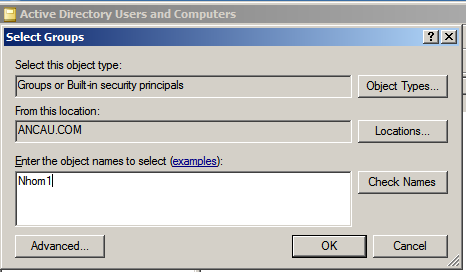 Active Directory Users and Computers
Select Groups
Select this object type:
Groups or Built-in security principals
Object Types...
From this location:
ANCAU.COM
Locations...
Enter the object names to select (examples):
Nhom1
Check Names
Advanced...
OK
Cancel